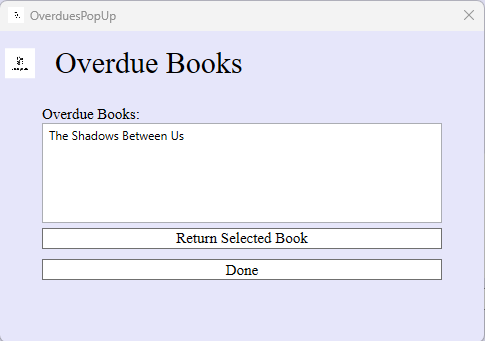 OverduesPopUp
Overdue Books
Overdue Books:
The Shadows Between Us
Return Selected Book
Done